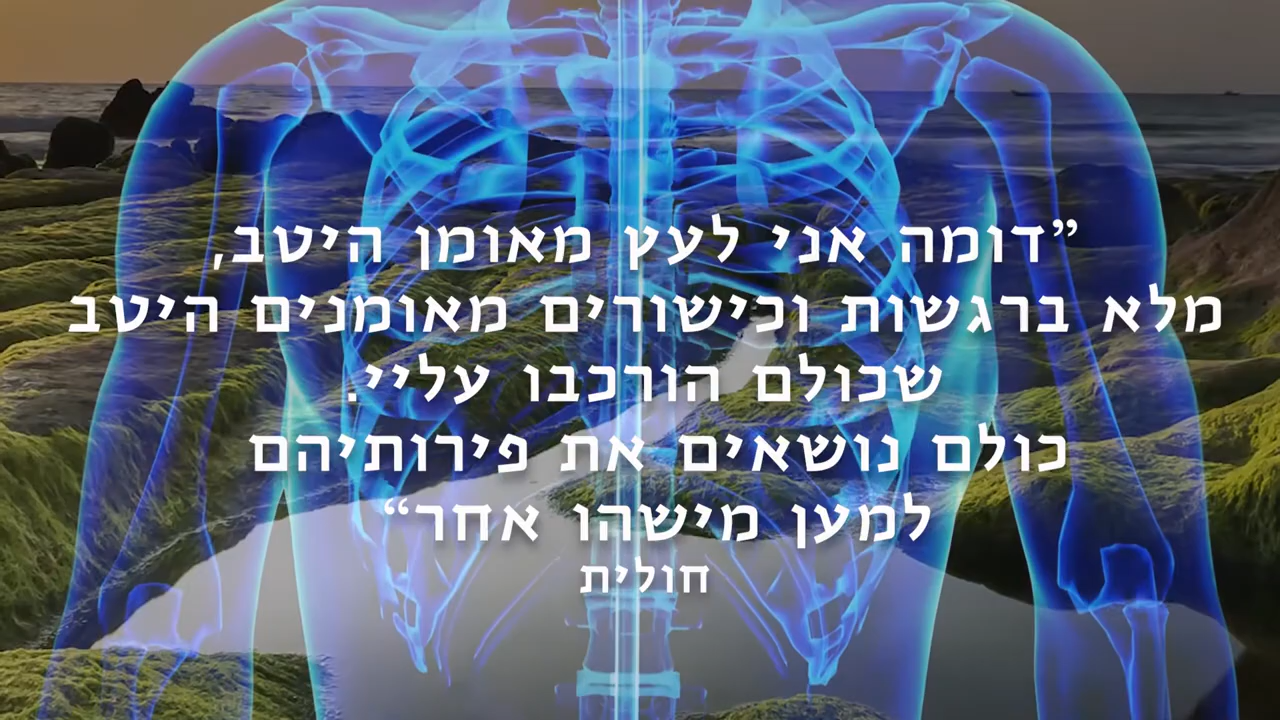 ”דומה אני לעץ מאומן היטב,
מלא ברגשות וכישורים מאומנים היטב
שכולם הורכבו עליי.
כולם נושאים את פירותיהם
למען מישהו אחר“
חולית